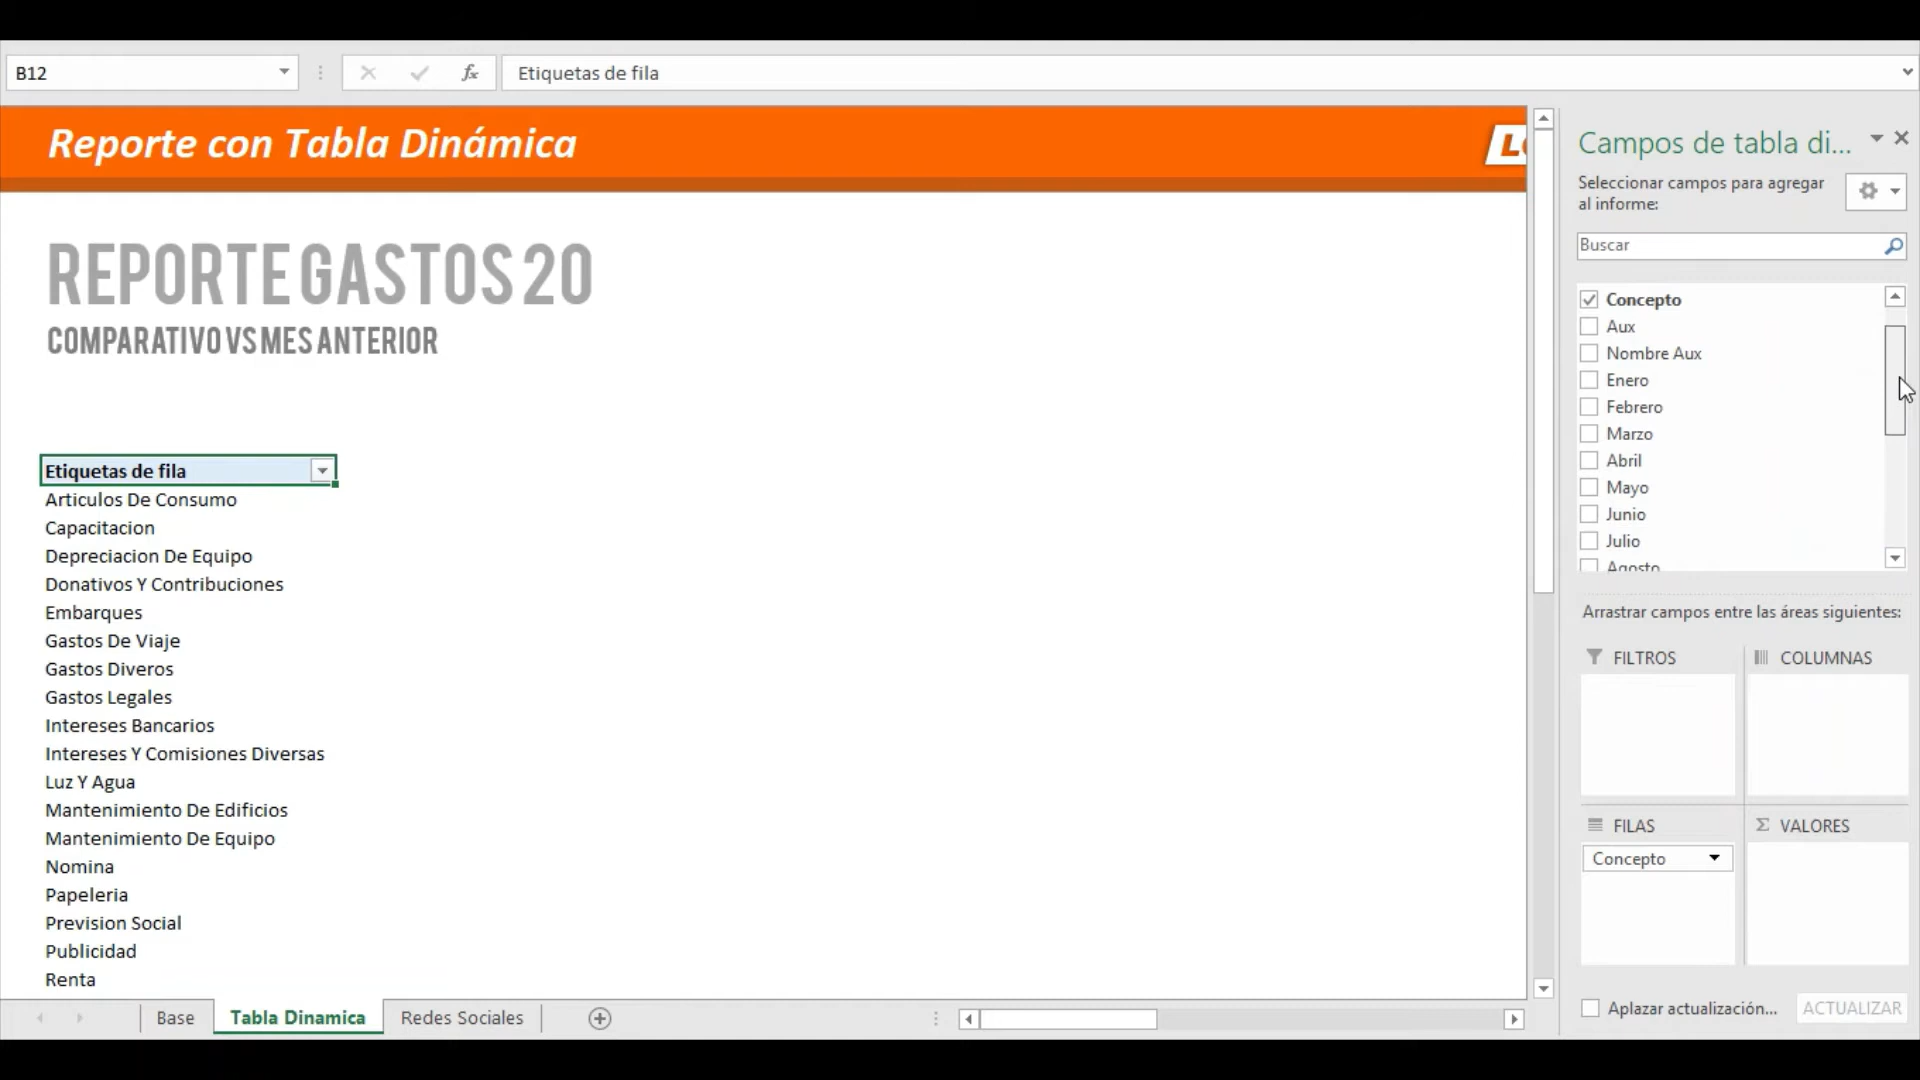 B12
fx
Etiquetas de fila
Reporte con Tabla Dinámica
REPORTE GASTOS 20
COMPARATIVO VS MES ANTERIOR
Etiquetas de fila
Articulos De Consumo
Capacitacion
Depreciacion De Equipo
Donativos Y Contribuciones
Embarques
Gastos De Viaje
Gastos Diveros
Gastos Legales
Intereses Bancarios
Intereses Y Comisiones Diversas
Luz Y Agua
Mantenimiento De Edificios
Mantenimiento De Equipo
Nomina
Papeleria
Prevision Social
Publicidad
Renta
Base
Tabla Dinamica
Redes Sociales
Campos de tabla di...
Seleccionar campos para agregar
al informe:
Buscar
Concepto
Aux
Nombre Aux
Enero
Febrero
Marzo
Abril
Mayo
Junio
Julio
Agosto
Arrastrar campos entre las áreas siguientes:
FILTROS
COLUMNAS
FILAS
Σ VALORES
Concepto
Aplazar actualización...
ACTUALIZAR